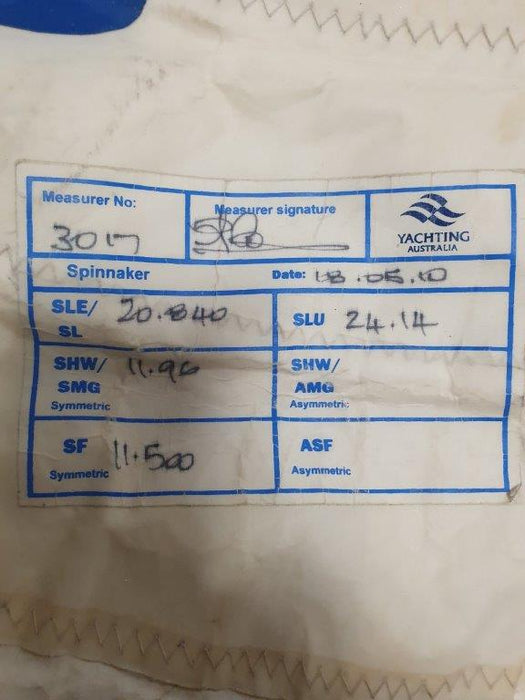 Measurer No:
3017
Measurer signature
YACHTING
AUSTRALIA
Spinnaker
Date: 18.05.10
SLE/ 20.840
SL
SLU 24.14
SHW/ 11.96
SMG
Symmetric
SHW/
AMG
Asymmetric
SF 11.500
Symmetric
ASF
Asymmetric